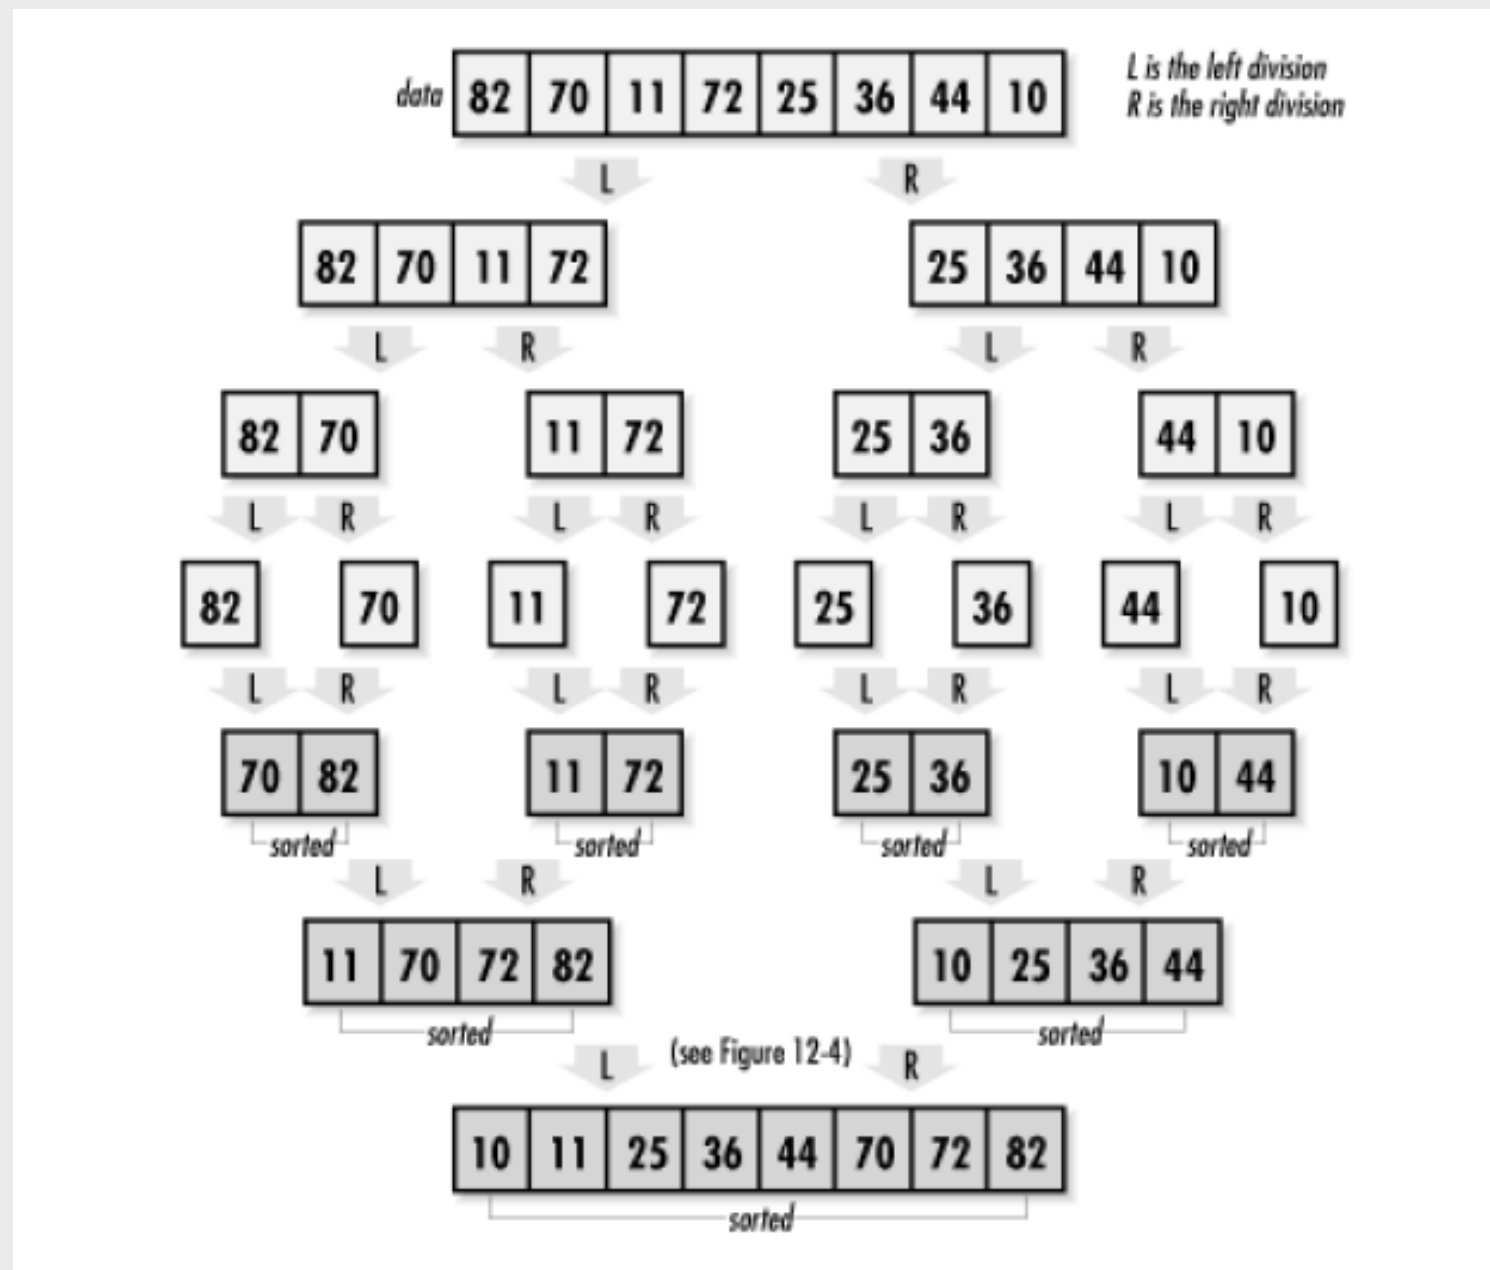 L is the left division
data 82 70 11 72 25 36 44 10
R is the right division
L R
82 70 11 72 25 36 44 10
L R L R
82 70 11 72 25 36 44 10
L R L R L R L R
82 70 11 72 25 36 44 10
L R L R L R L R
70 82 11 72 25 36 10 44
sorted sorted sorted sorted
L R L R
11 70 72 82 10 25 36 44
sorted sorted
(see Figure 12-4)
L R
10 11 25 36 44 70 72 82
sorted